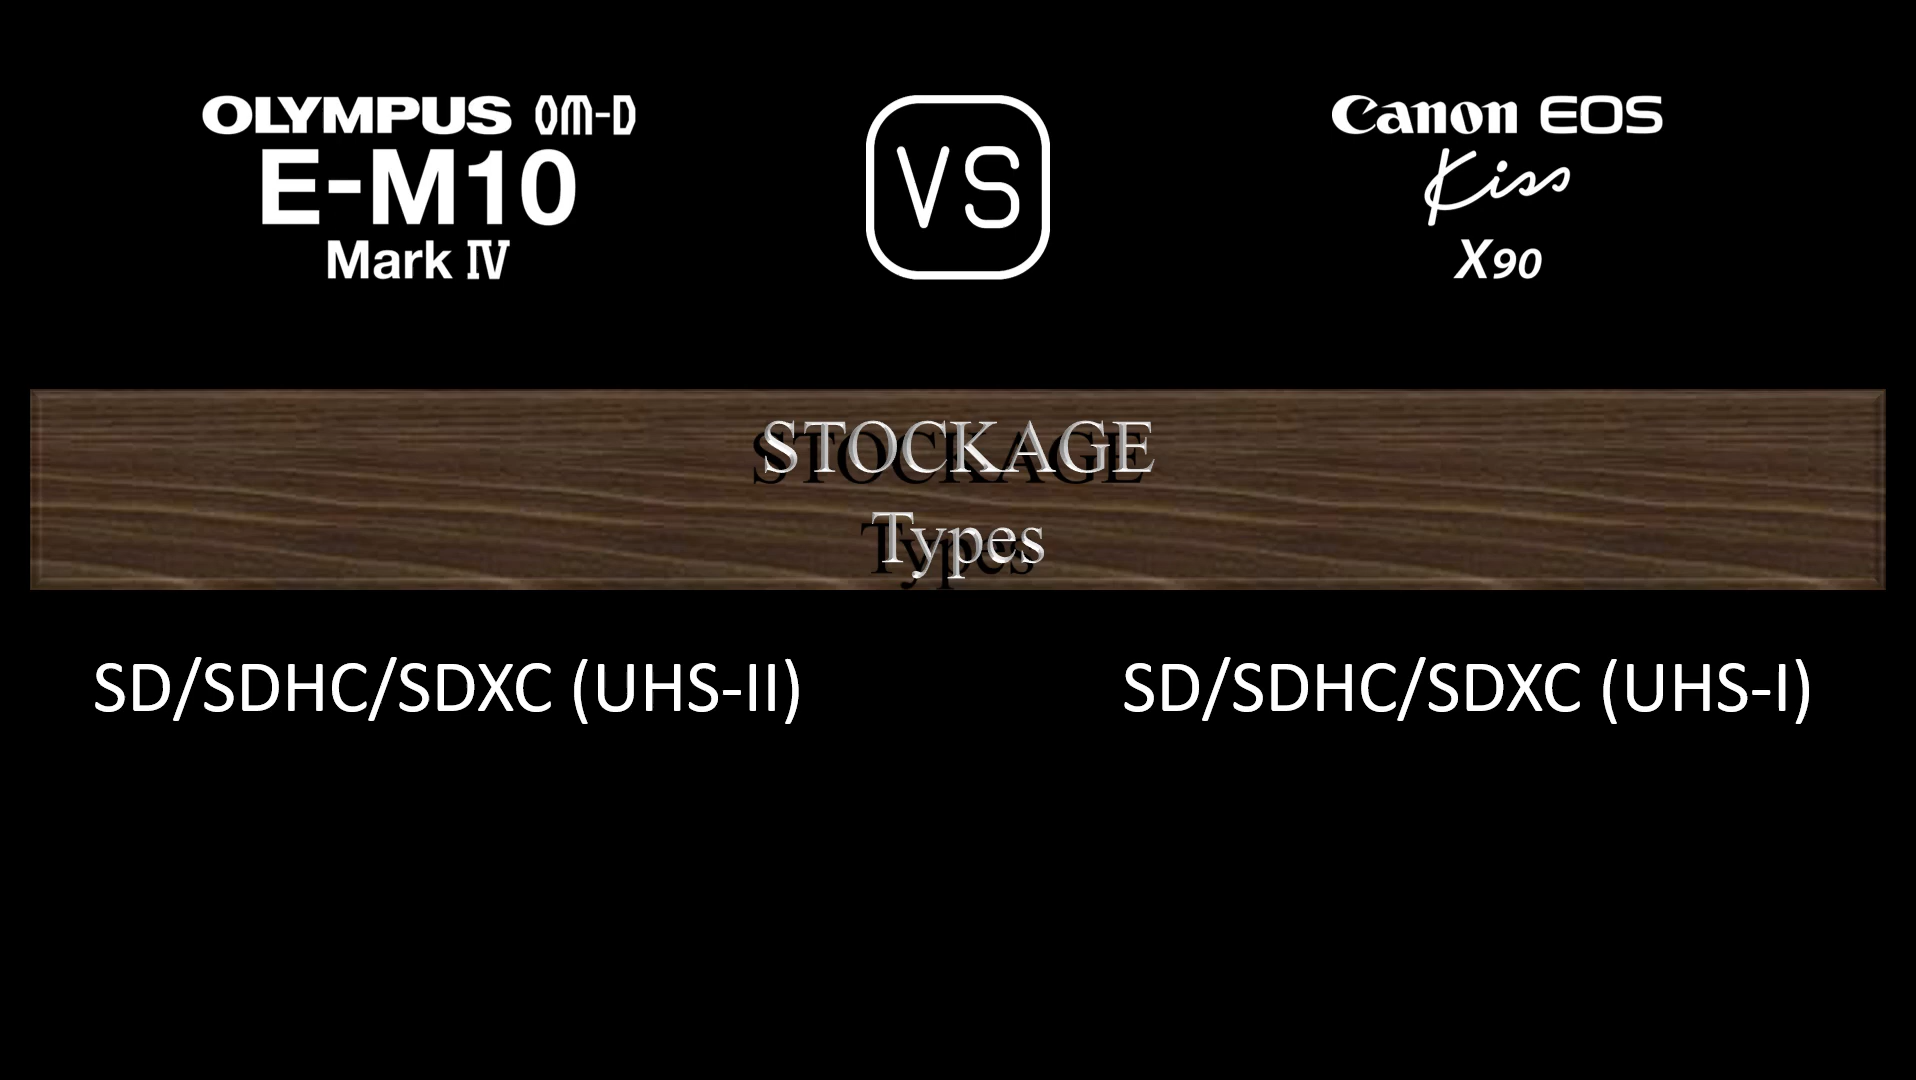 OLYMPUS OM-D
E-M10
Mark IV
VS
Canon EOS
Kiss
X90
STOCKAGE
Types
SD/SDHC/SDXC (UHS-II)
SD/SDHC/SDXC (UHS-I)